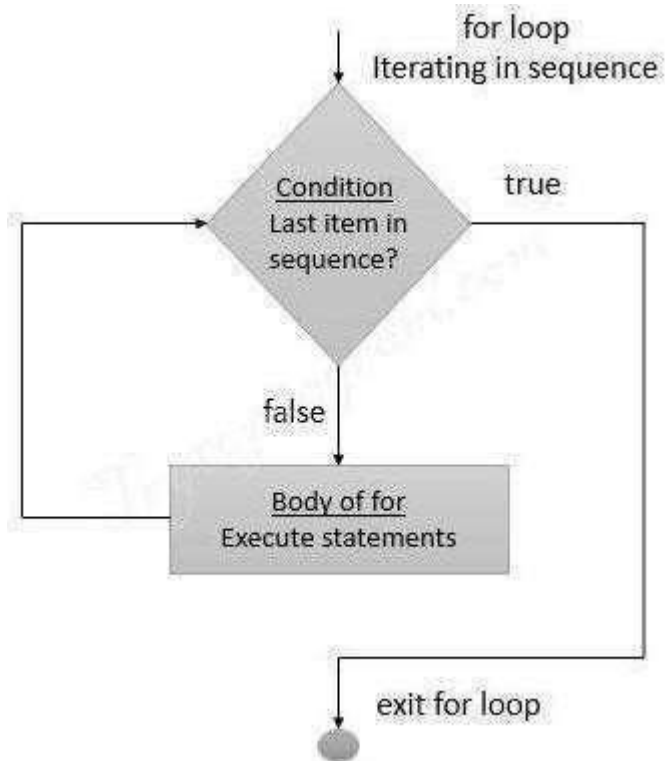 for loop
Iterating in sequence
Condition
Last item in
sequence?
true
false
Body of for
Execute statements
exit for loop